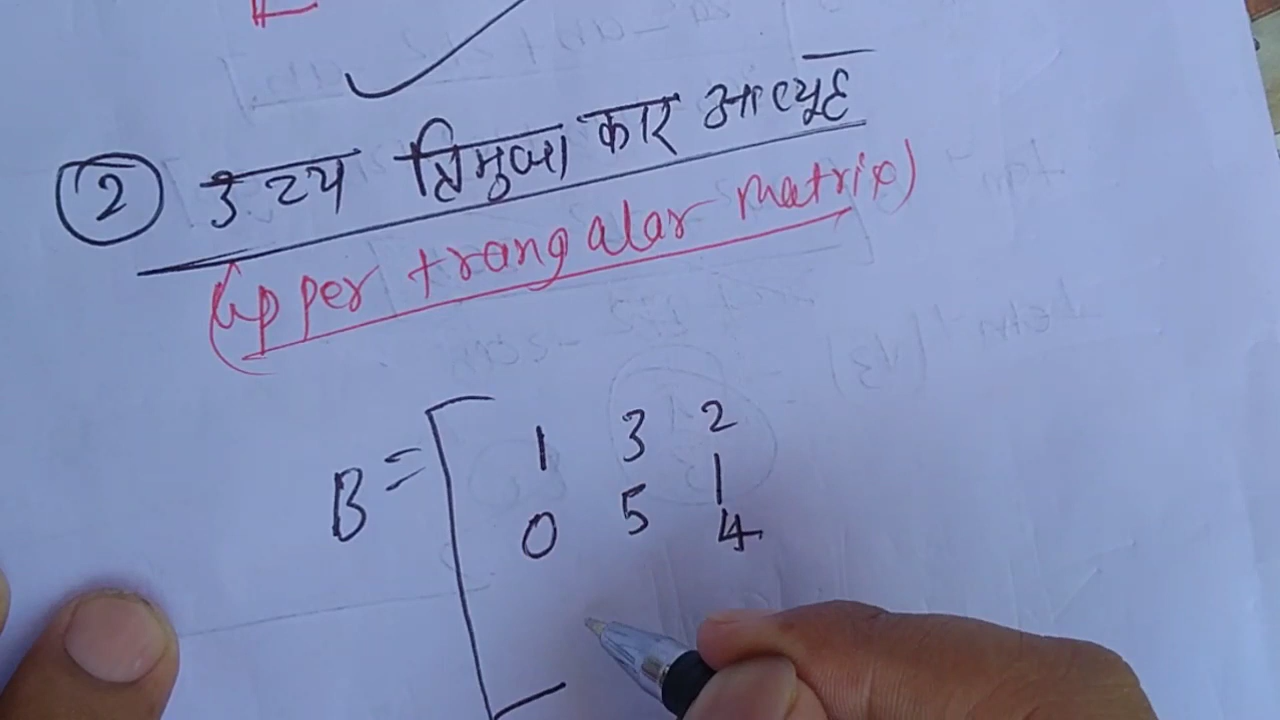 ② उच्य त्रिभुजा कार आव्यूह
(upper trangalar matrix)
B = [ 1 3 2
1
0 5 4